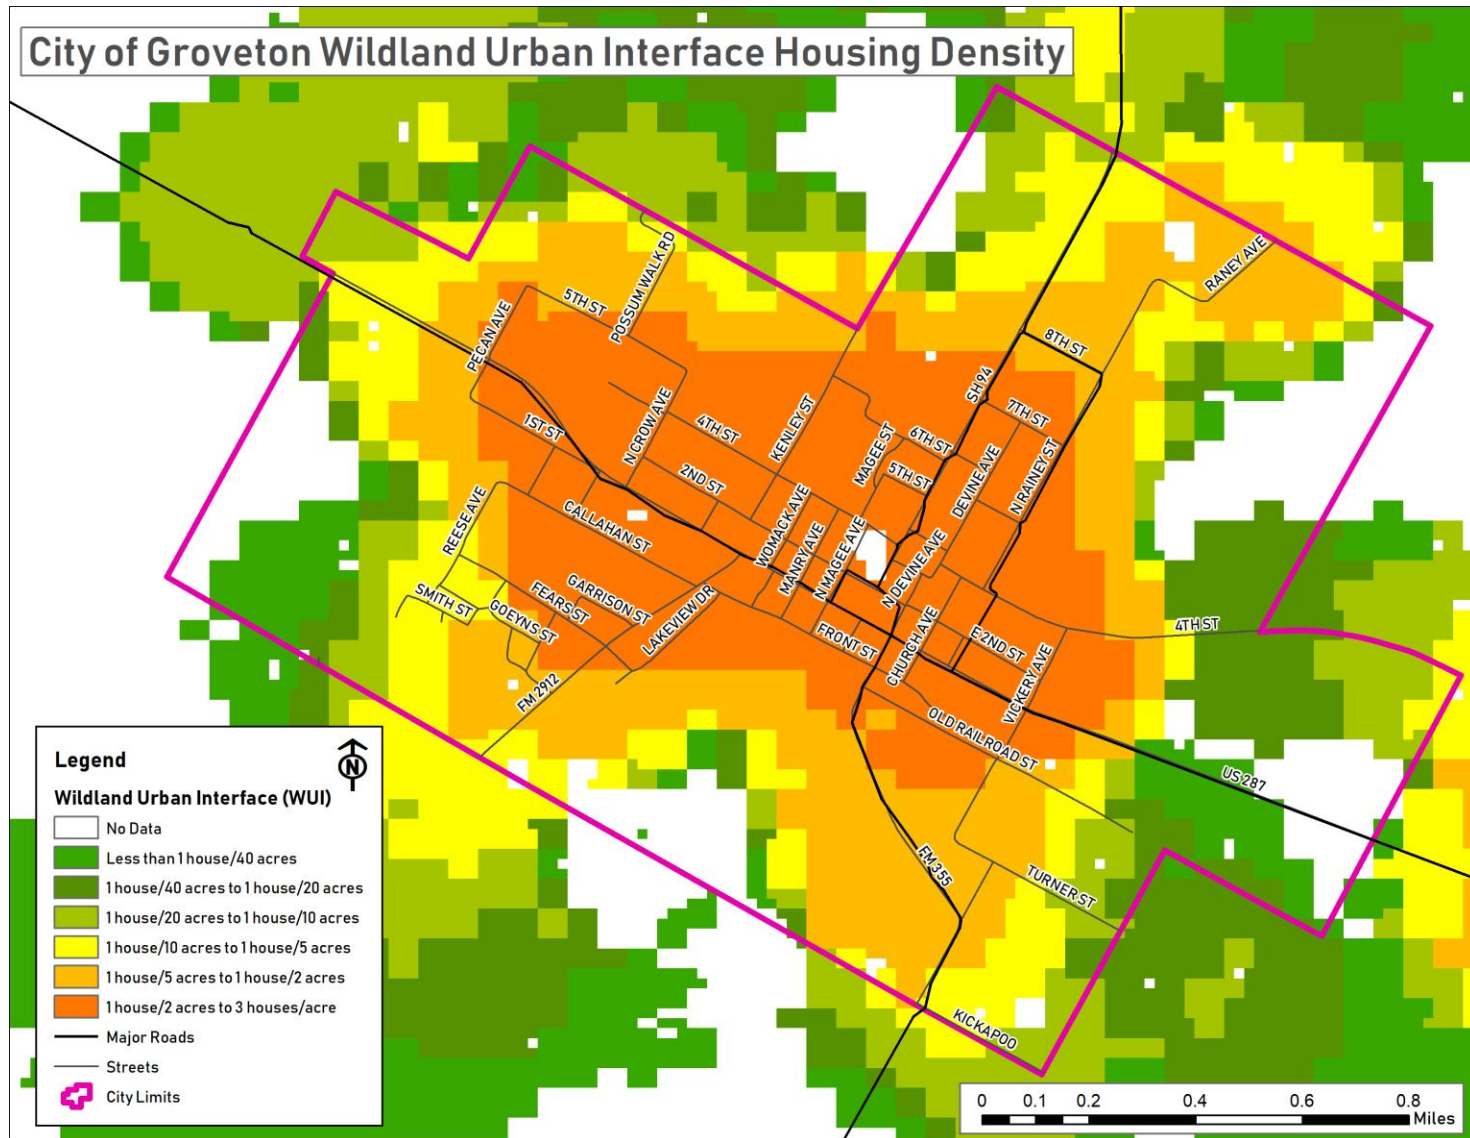 City of Groveton Wildland Urban Interface Housing Density
RANEY AVE
POSSUM WALK RD
5TH ST
PECAN AVE
8TH ST
SH 94
7TH ST
1ST ST
N CROW AVE
4TH ST
KENLEY ST
MAGEE ST
6TH ST
5TH ST
DEVINE AVE
N RAINEY ST
2ND ST
REESE AVE
CALLAHAN ST
WOMACK AVE
MANRY AVE
N MAGEE AVE
N DEVINE AVE
SMITH ST
GOEYNS ST
FEARS ST
GARRISON ST
LAKEVIEW DR
FRONT ST
CHURCH AVE
E 2ND ST
4TH ST
VICKERY AVE
FM 2912
OLD RAILROAD ST
US 287
FM 355
TURNER ST
KICKAPOO
Legend
N
Wildland Urban Interface (WUI)
No Data
Less than 1 house/40 acres
1 house/40 acres to 1 house/20 acres
1 house/20 acres to 1 house/10 acres
1 house/10 acres to 1 house/5 acres
1 house/5 acres to 1 house/2 acres
1 house/2 acres to 3 houses/acre
Major Roads
Streets
City Limits
0 0.1 0.2 0.4 0.6 0.8
Miles